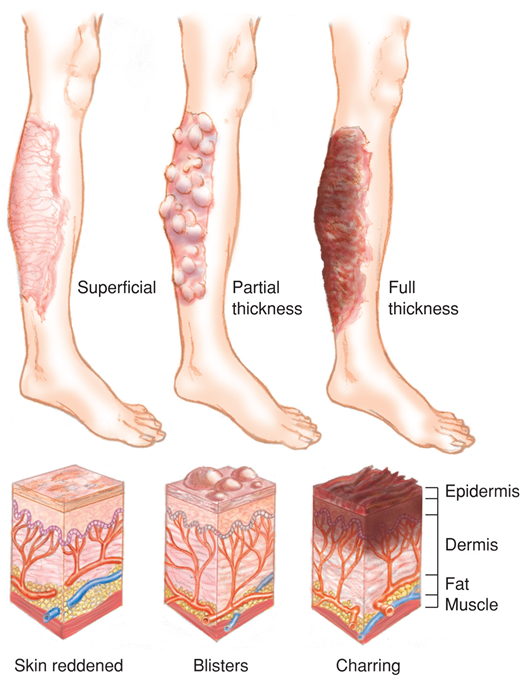 Superficial
Partial
thickness
Full
thickness
Epidermis
Dermis
Fat
Muscle
Skin reddened
Blisters
Charring